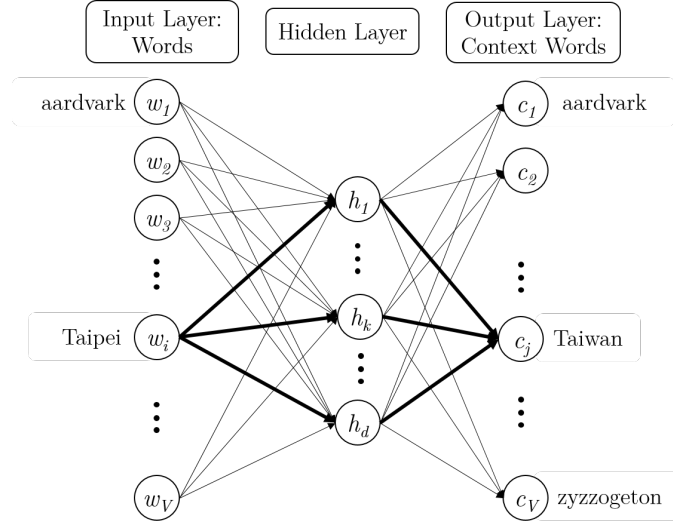 Input Layer:
Words
Hidden Layer
Output Layer:
Context Words
aardvark w1 c1 aardvark
w2 c2
w3 h1
Taipei wi hk cj Taiwan
hd
wV cV zyzzogeton